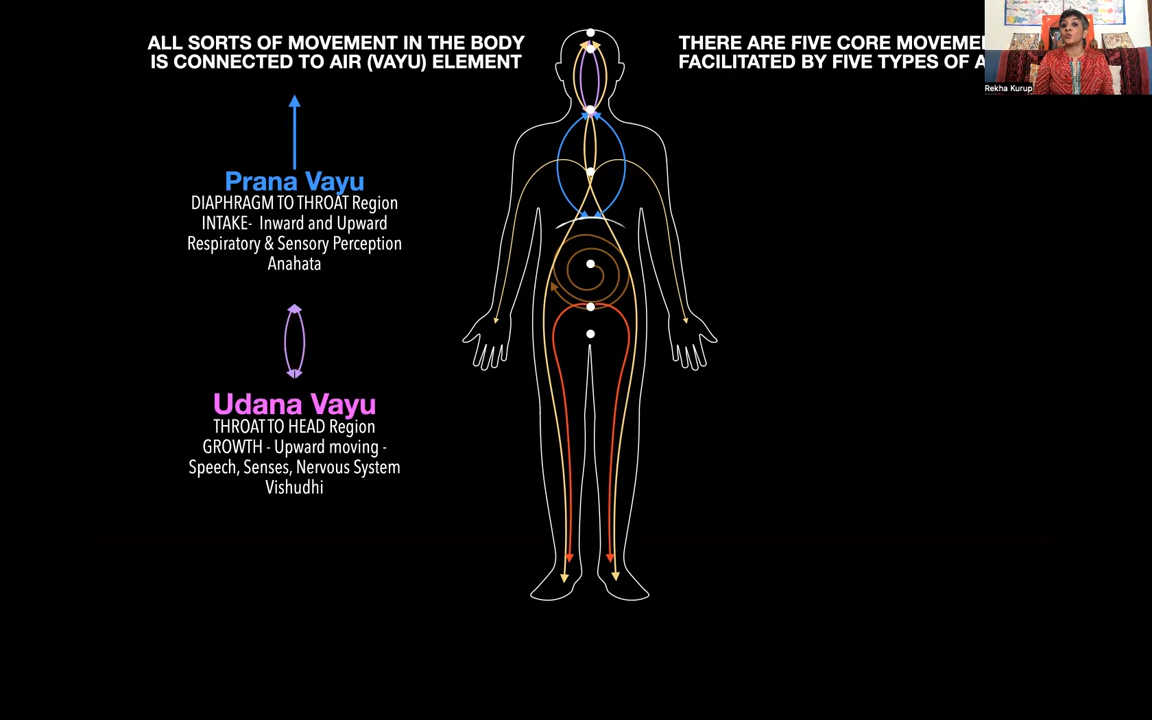 ALL SORTS OF MOVEMENT IN THE BODY
IS CONNECTED TO AIR (VAYU) ELEMENT
THERE ARE FIVE CORE MOVEME
FACILITATED BY FIVE TYPES OF A
Rekha Kurup
Prana Vayu
DIAPHRAGM TO THROAT Region
INTAKE- Inward and Upward
Respiratory & Sensory Perception
Anahata
Udana Vayu
THROAT TO HEAD Region
GROWTH - Upward moving -
Speech, Senses, Nervous System
Vishudhi